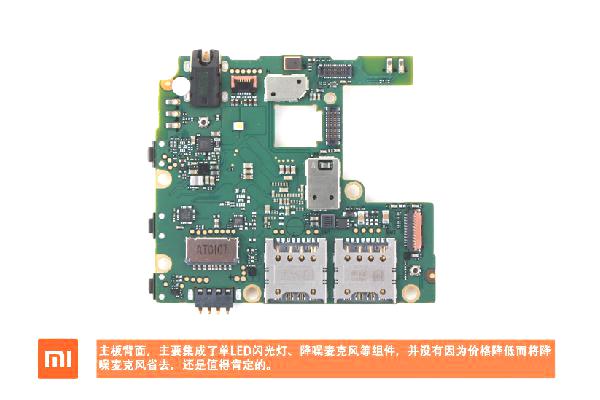 ATGICT
mi
主板背面，主要集成了单LED闪光灯、降噪麦克风等组件，并没有因为价格降低而将降
噪麦克风省去，还是值得肯定的。